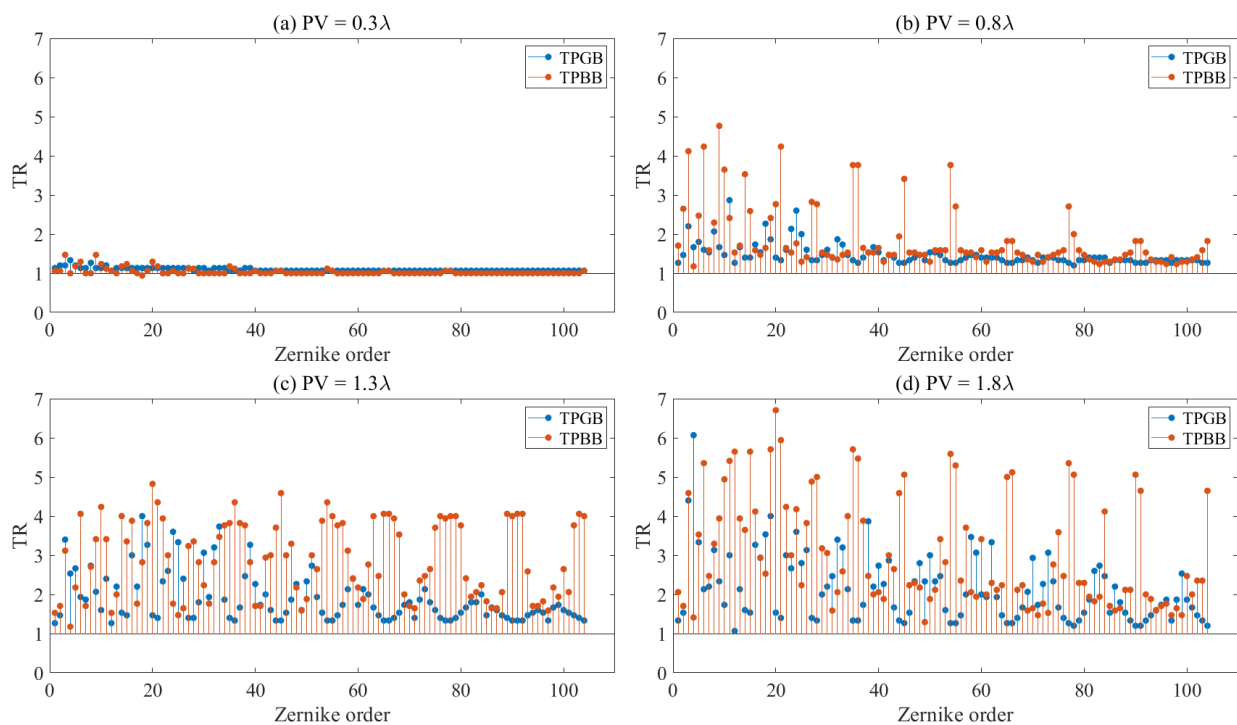 (a) PV = 0.3λ
7
6
5
4
3
2
1
0
TR
0 20 40 60 80 100
Zernike order
TPGB
TPBB
(b) PV = 0.8λ
7
6
5
4
3
2
1
0
TR
0 20 40 60 80 100
Zernike order
TPGB
TPBB
(c) PV = 1.3λ
7
6
5
4
3
2
1
0
TR
0 20 40 60 80 100
Zernike order
TPGB
TPBB
(d) PV = 1.8λ
7
6
5
4
3
2
1
0
TR
0 20 40 60 80 100
Zernike order
TPGB
TPBB